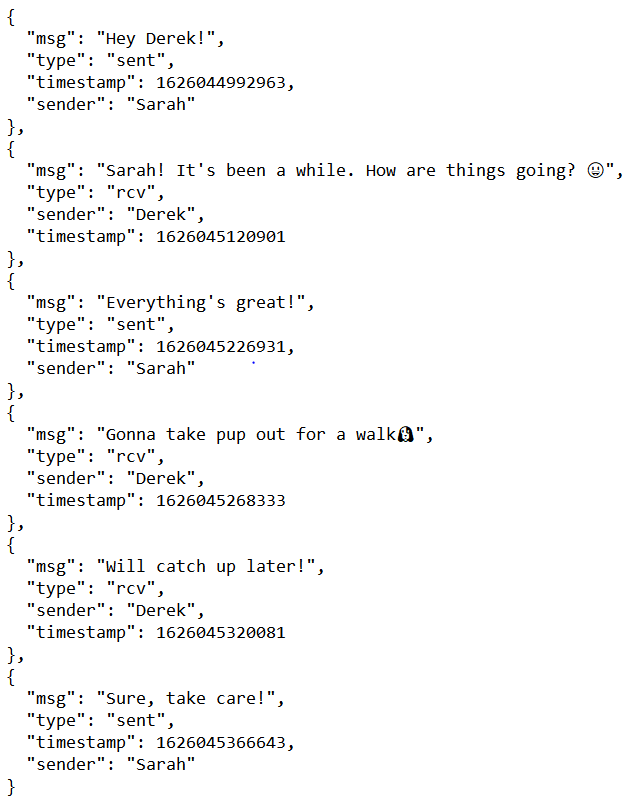 {
  "msg": "Hey Derek!",
  "type": "sent",
  "timestamp": 1626044992963,
  "sender": "Sarah"
},
{
  "msg": "Sarah! It's been a while. How are things going? 😃",
  "type": "rcv",
  "sender": "Derek",
  "timestamp": 1626045120901
},
{
  "msg": "Everything's great!",
  "type": "sent",
  "timestamp": 1626045226931,
  "sender": "Sarah"
},
{
  "msg": "Gonna take pup out for a walk🐶",
  "type": "rcv",
  "sender": "Derek",
  "timestamp": 1626045268333
},
{
  "msg": "Will catch up later!",
  "type": "rcv",
  "sender": "Derek",
  "timestamp": 1626045320081
},
{
  "msg": "Sure, take care!",
  "type": "sent",
  "timestamp": 1626045366643,
  "sender": "Sarah"
}